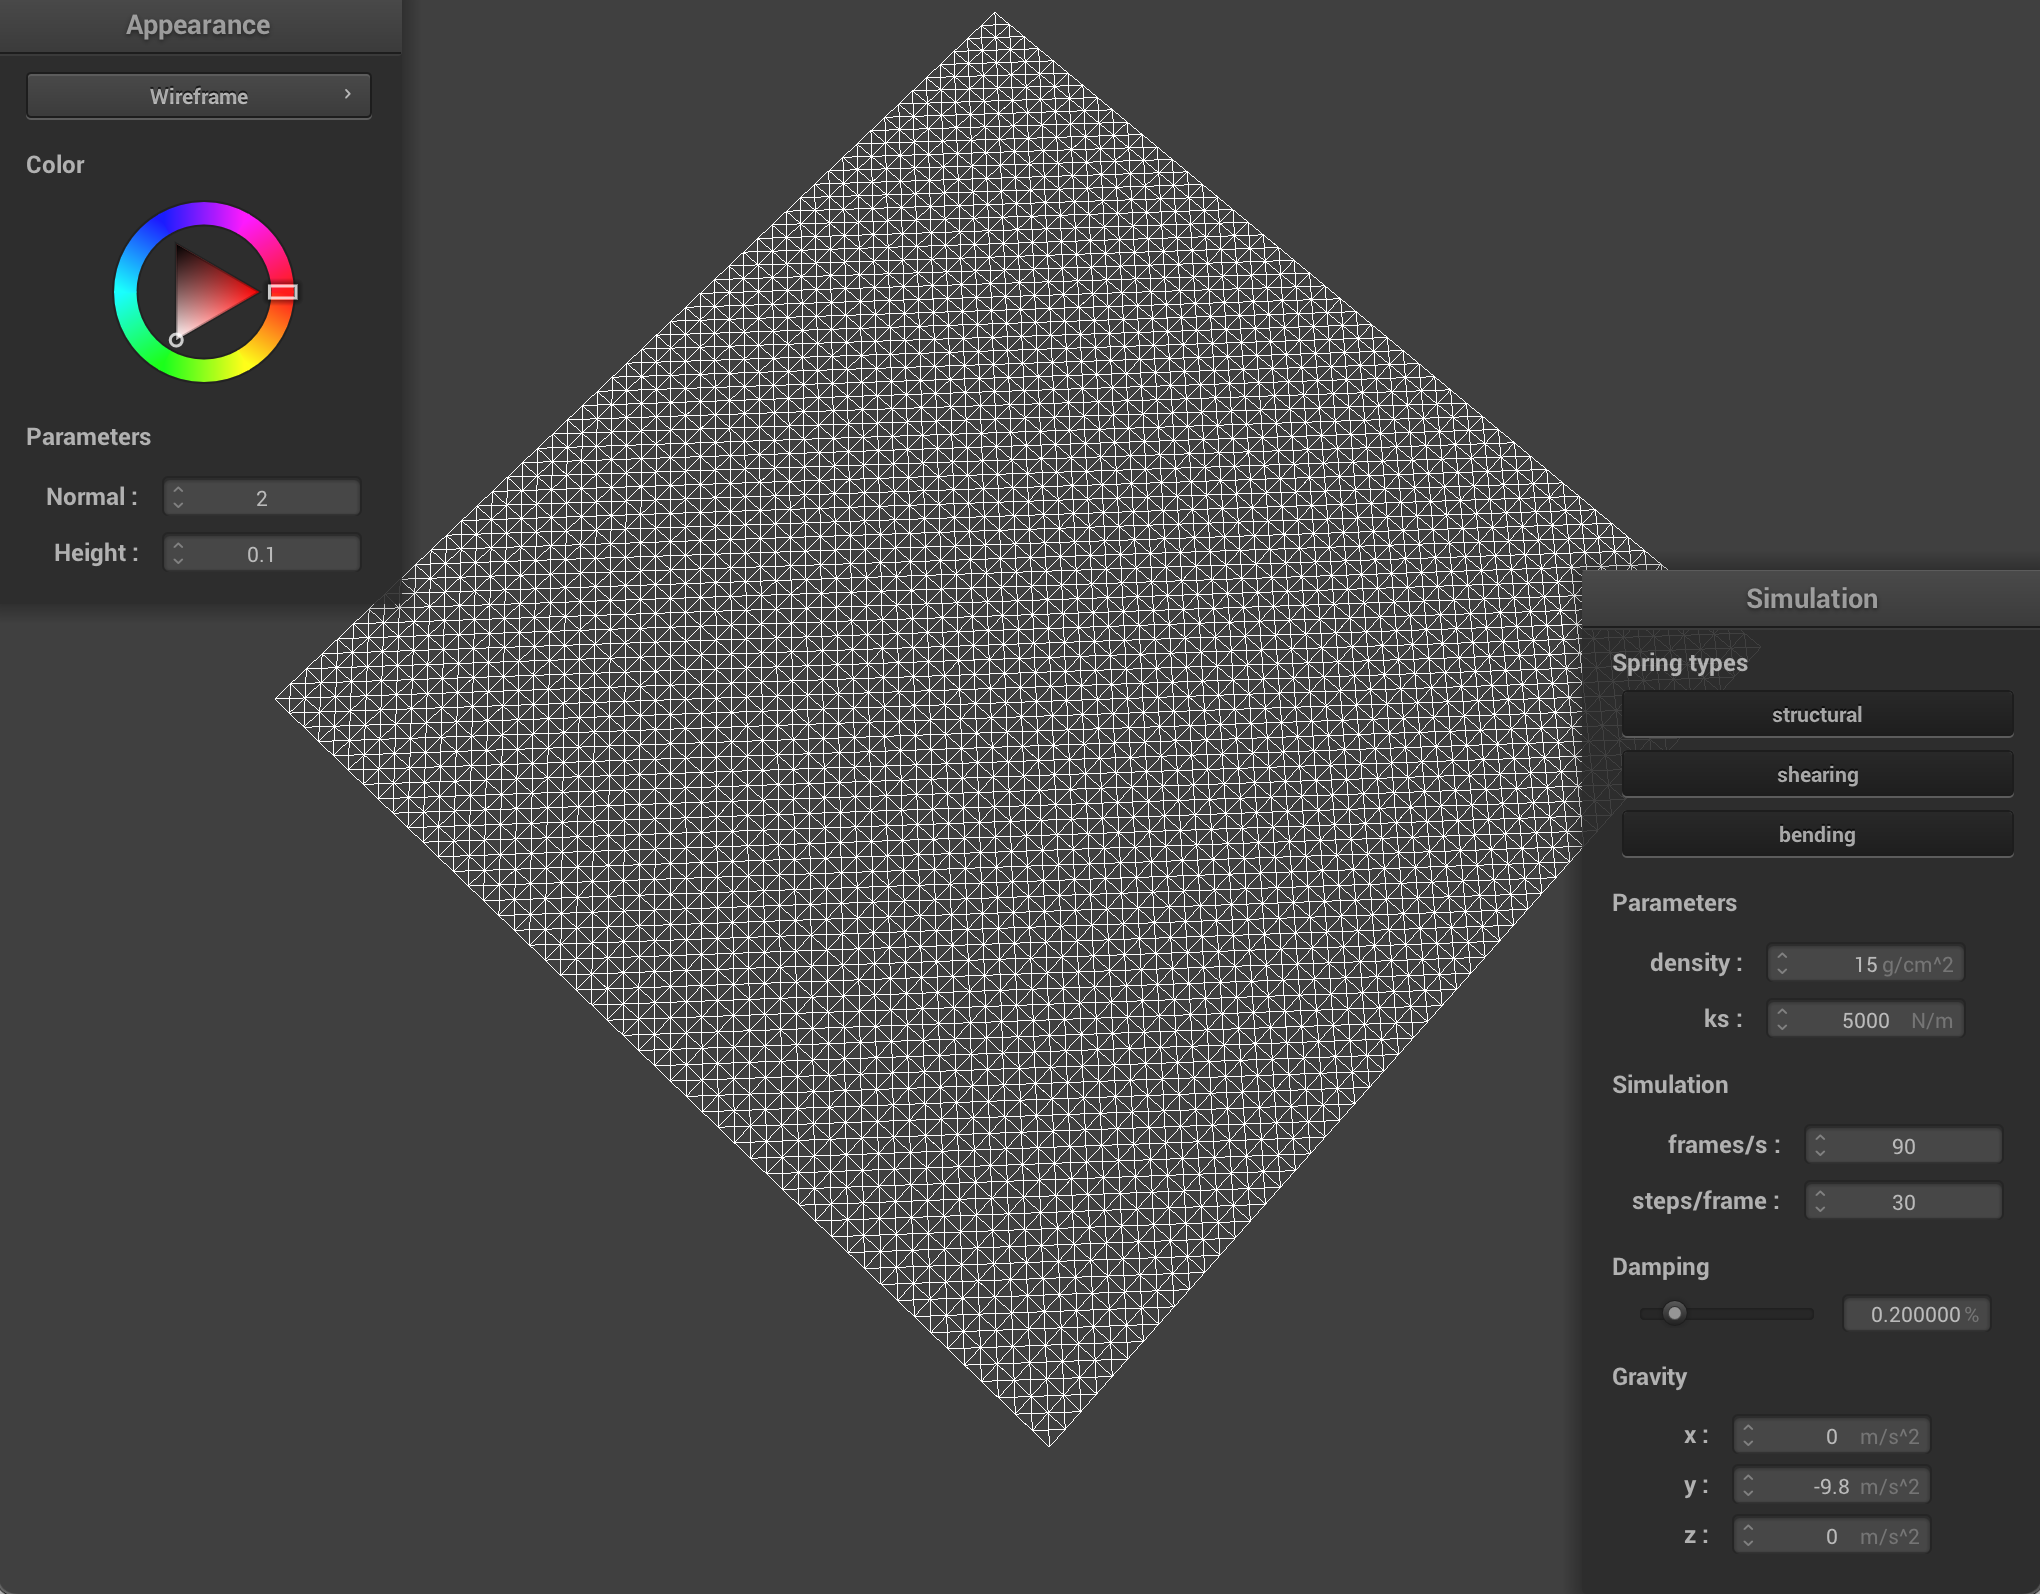 Appearance
Wireframe
Color
Parameters
Normal : 2
Height : 0.1
Simulation
Spring types
structural
shearing
bending
Parameters
density : 15 g/cm^2
ks : 5000 N/m
Simulation
frames/s : 90
steps/frame : 30
Damping
0.200000 %
Gravity
x : 0 m/s^2
y : -9.8 m/s^2
z : 0 m/s^2